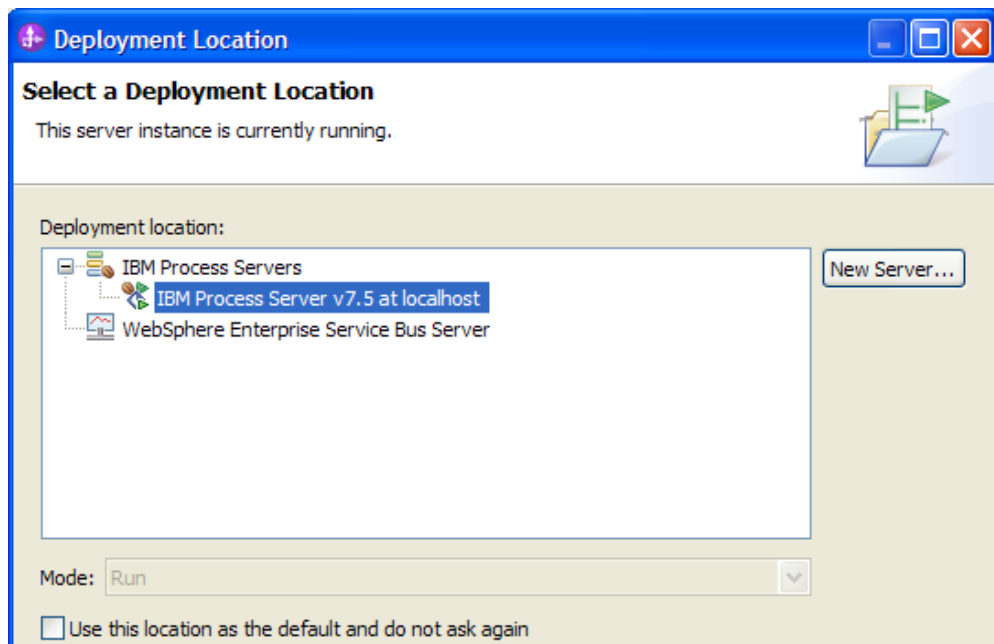 Deployment Location
Select a Deployment Location
This server instance is currently running.
Deployment location:
IBM Process Servers
New Server...
IBM Process Server v7.5 at localhost
WebSphere Enterprise Service Bus Server
Mode: Run
Use this location as the default and do not ask again